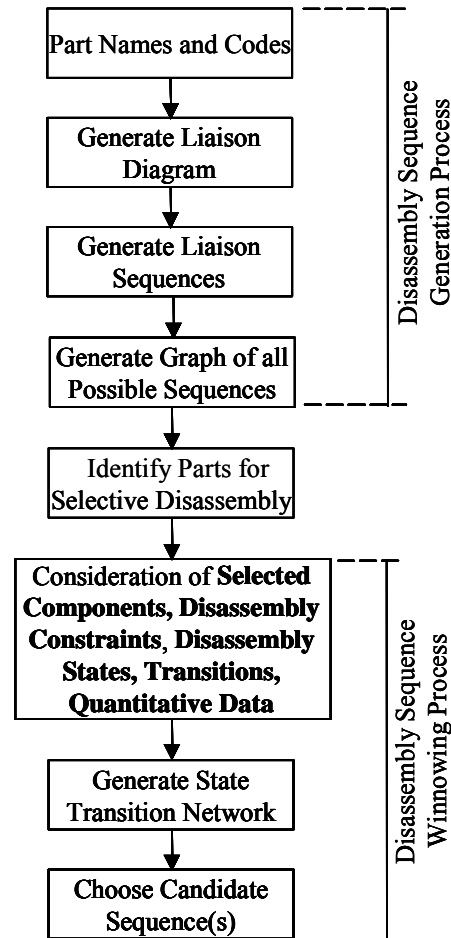 Part Names and Codes
Generate Liaison
Diagram
Generate Liaison
Sequences
Generate Graph of all
Possible Sequences
Disassembly Sequence
Generation Process
Identify Parts for
Selective Disassembly
Consideration of Selected
Components, Disassembly
Constraints, Disassembly
States, Transitions,
Quantitative Data
Generate State
Transition Network
Choose Candidate
Sequence(s)
Disassembly Sequence
Winnowing Process